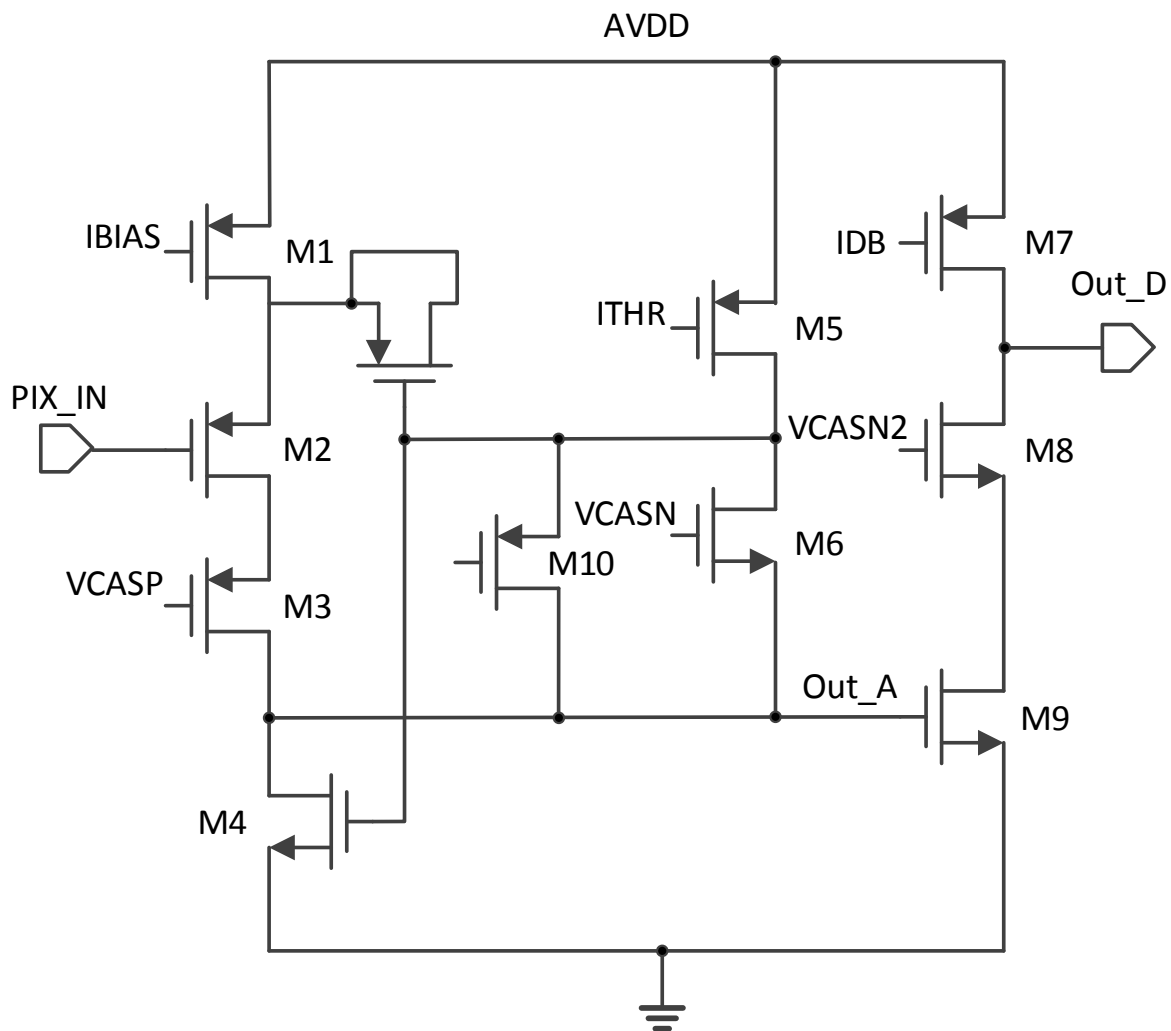 AVDD
IBIAS
M1
IDB
M7
Out_D
ITHR
M5
PIX_IN
M2
VCASN2
M8
VCASN
M6
M10
VCASP
M3
Out_A
M9
M4